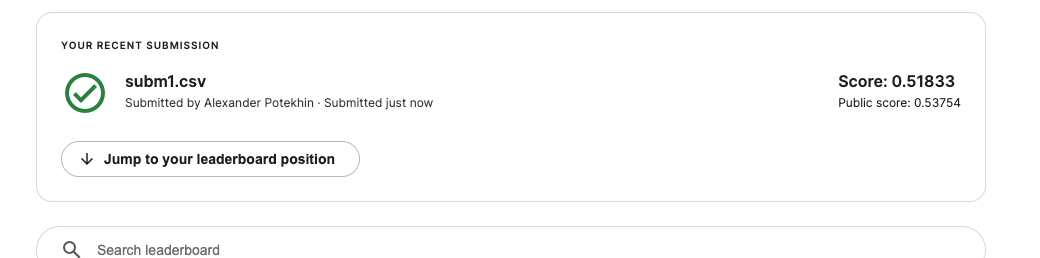 YOUR RECENT SUBMISSION
subm1.csv
Score: 0.51833
Submitted by Alexander Potekhin · Submitted just now
Public score: 0.53754
Jump to your leaderboard position
Search leaderboard